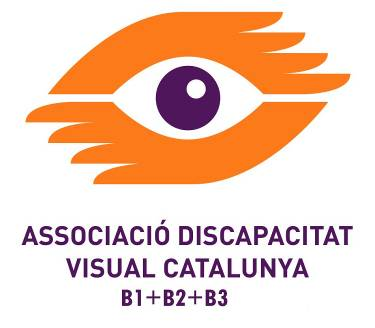 ASSOCIACIÓ DISCAPACITAT
VISUAL CATALUNYA
B1+B2+B3